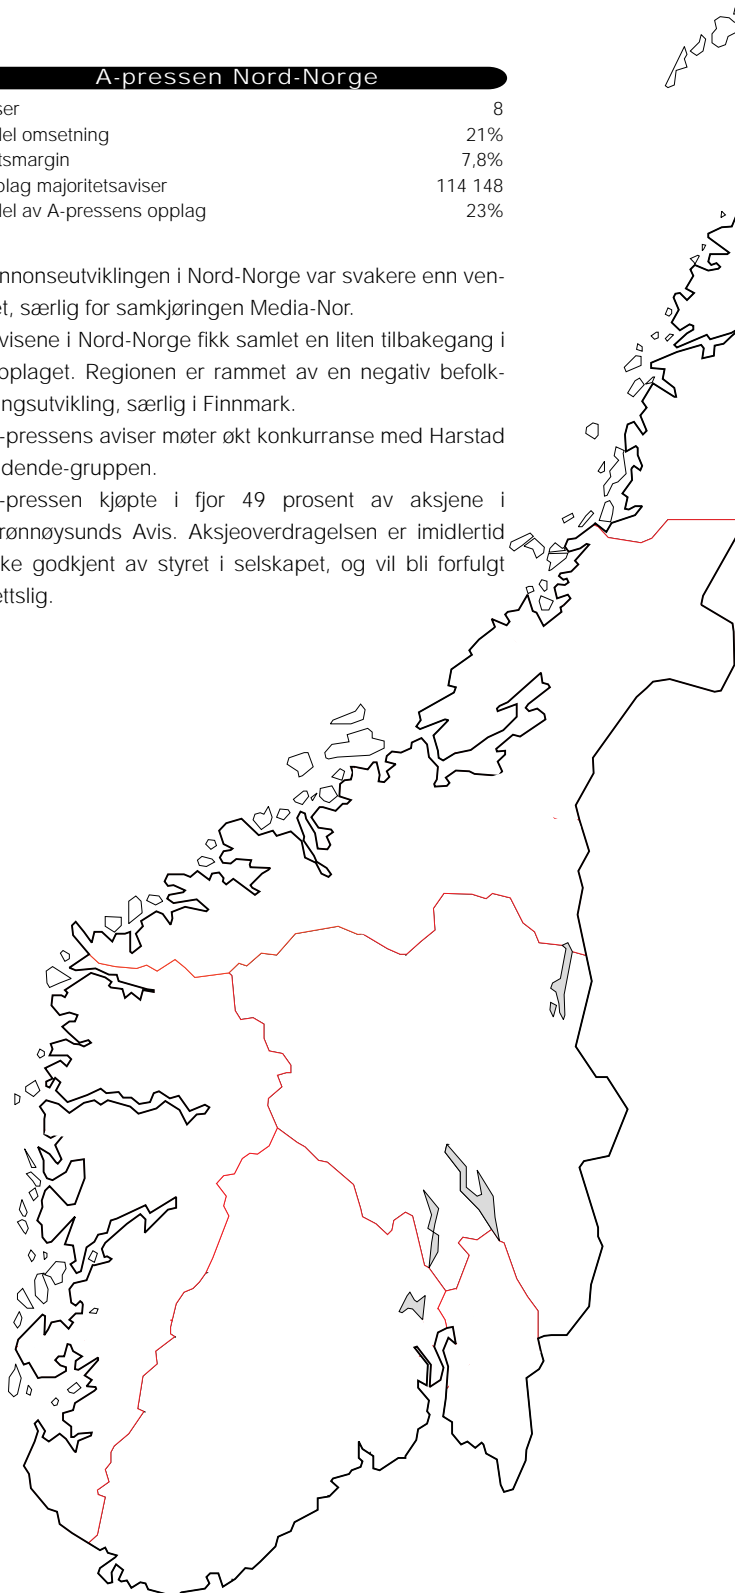 A-pressen Nord-Norge
ser 8
del omsetning 21%
tsmargin 7,8%
plag majoritetsaviser 114 148
del av A-pressens opplag 23%
nnonseutviklingen i Nord-Norge var svakere enn ven-
et, særlig for samkjøringen Media-Nor.
visene i Nord-Norge fikk samlet en liten tilbakegang i
pplaget. Regionen er rammet av en negativ befolk-
ngsutvikling, særlig i Finnmark.
-pressens aviser møter økt konkurranse med Harstad
dende-gruppen.
-pressen kjøpte i fjor 49 prosent av aksjene i
rønnøysunds Avis. Aksjeoverdragelsen er imidlertid
ke godkjent av styret i selskapet, og vil bli forfulgt
ettslig.